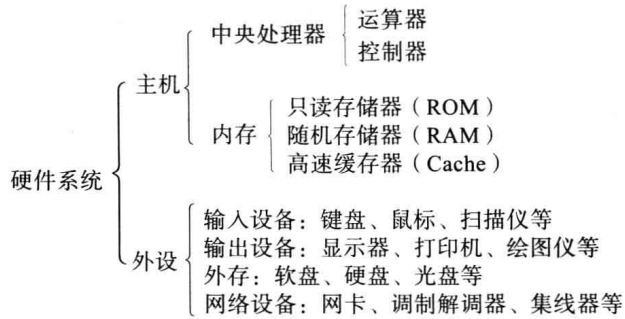 运算器
中央处理器
控制器
主机
只读存储器（ROM）
内存
随机存储器（RAM）
高速缓存器（Cache）
硬件系统
输入设备：键盘、鼠标、扫描仪等
输出设备：显示器、打印机、绘图仪等
外设
外存：软盘、硬盘、光盘等
网络设备：网卡、调制解调器、集线器等